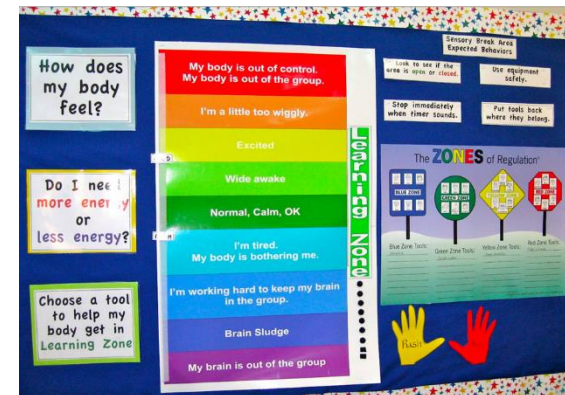 How does
my body
feel?
Do I need
more energy
or
less energy?
Choose a tool
to help my
body get in
Learning Zone
My body is out of control.
My body is out of the group.
I'm a little too wiggly.
Excited
Wide awake
Normal, Calm, OK
I'm tired.
My body is bothering me.
I'm working hard to keep my brain
in the group.
Brain Sludge
My brain is out of the group
Learning Zone
Sensory Break Area
Expected Behaviors
Look to see if the
area is open or closed.
Use equipment
safely.
Stop immediately
when timer sounds.
Put tools back
where they belong.
The ZONES of Regulation
BLUE ZONE
GREEN ZONE
YELLOW ZONE
RED ZONE
Blue Zone Tools:
Green Zone Tools:
Yellow Zone Tools:
Red Zone Tools:
PUSH